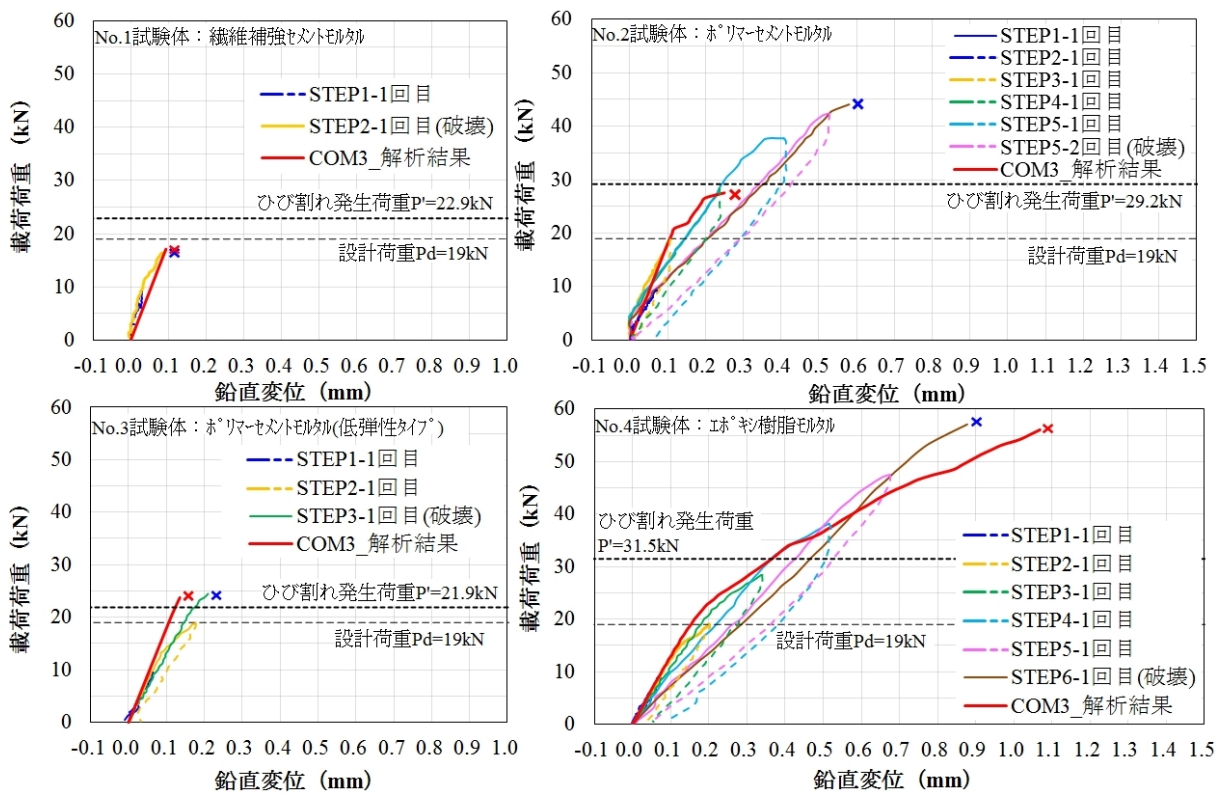 No.1試験体：繊維補強ｾﾒﾝﾄﾓﾙﾀﾙ
60
50
40
30
20
10
0
載荷荷重 (kN)
STEP1-1回目
STEP2-1回目(破壊)
COM3_解析結果
ひび割れ発生荷重P'=22.9kN
設計荷重Pd=19kN
-0.1 0.0 0.1 0.2 0.3 0.4 0.5 0.6 0.7 0.8 0.9 1.0
鉛直変位 (mm)
No.2試験体：ﾎﾟﾘﾏｰｾﾒﾝﾄﾓﾙﾀﾙ
60
50
40
30
20
10
0
載荷荷重 (kN)
STEP1-1回目
STEP2-1回目
STEP3-1回目
STEP4-1回目
STEP5-1回目
STEP5-2回目(破壊)
COM3_解析結果
ひび割れ発生荷重P'=29.2kN
設計荷重Pd=19kN
-0.1 0.0 0.1 0.2 0.3 0.4 0.5 0.6 0.7 0.8 0.9 1.0 1.1 1.2 1.3 1.4 1.5
鉛直変位 (mm)
No.3試験体：ﾎﾟﾘﾏｰｾﾒﾝﾄﾓﾙﾀﾙ(低弾性ﾀｲﾌﾟ)
60
50
40
30
20
10
0
載荷荷重 (kN)
STEP1-1回目
STEP2-1回目
STEP3-1回目(破壊)
COM3_解析結果
ひび割れ発生荷重P'=21.9kN
設計荷重Pd=19kN
-0.1 0.0 0.1 0.2 0.3 0.4 0.5 0.6 0.7 0.8 0.9 1.0
鉛直変位 (mm)
No.4試験体：ｴﾎﾟｷｼ樹脂ﾓﾙﾀﾙ
60
50
40
30
20
10
0
載荷荷重 (kN)
ひび割れ発生荷重
P'=31.5kN
設計荷重Pd=19kN
STEP1-1回目
STEP2-1回目
STEP3-1回目
STEP4-1回目
STEP5-1回目
STEP6-1回目(破壊)
COM3_解析結果
-0.1 0.0 0.1 0.2 0.3 0.4 0.5 0.6 0.7 0.8 0.9 1.0 1.1 1.2 1.3 1.4 1.5
鉛直変位 (mm)